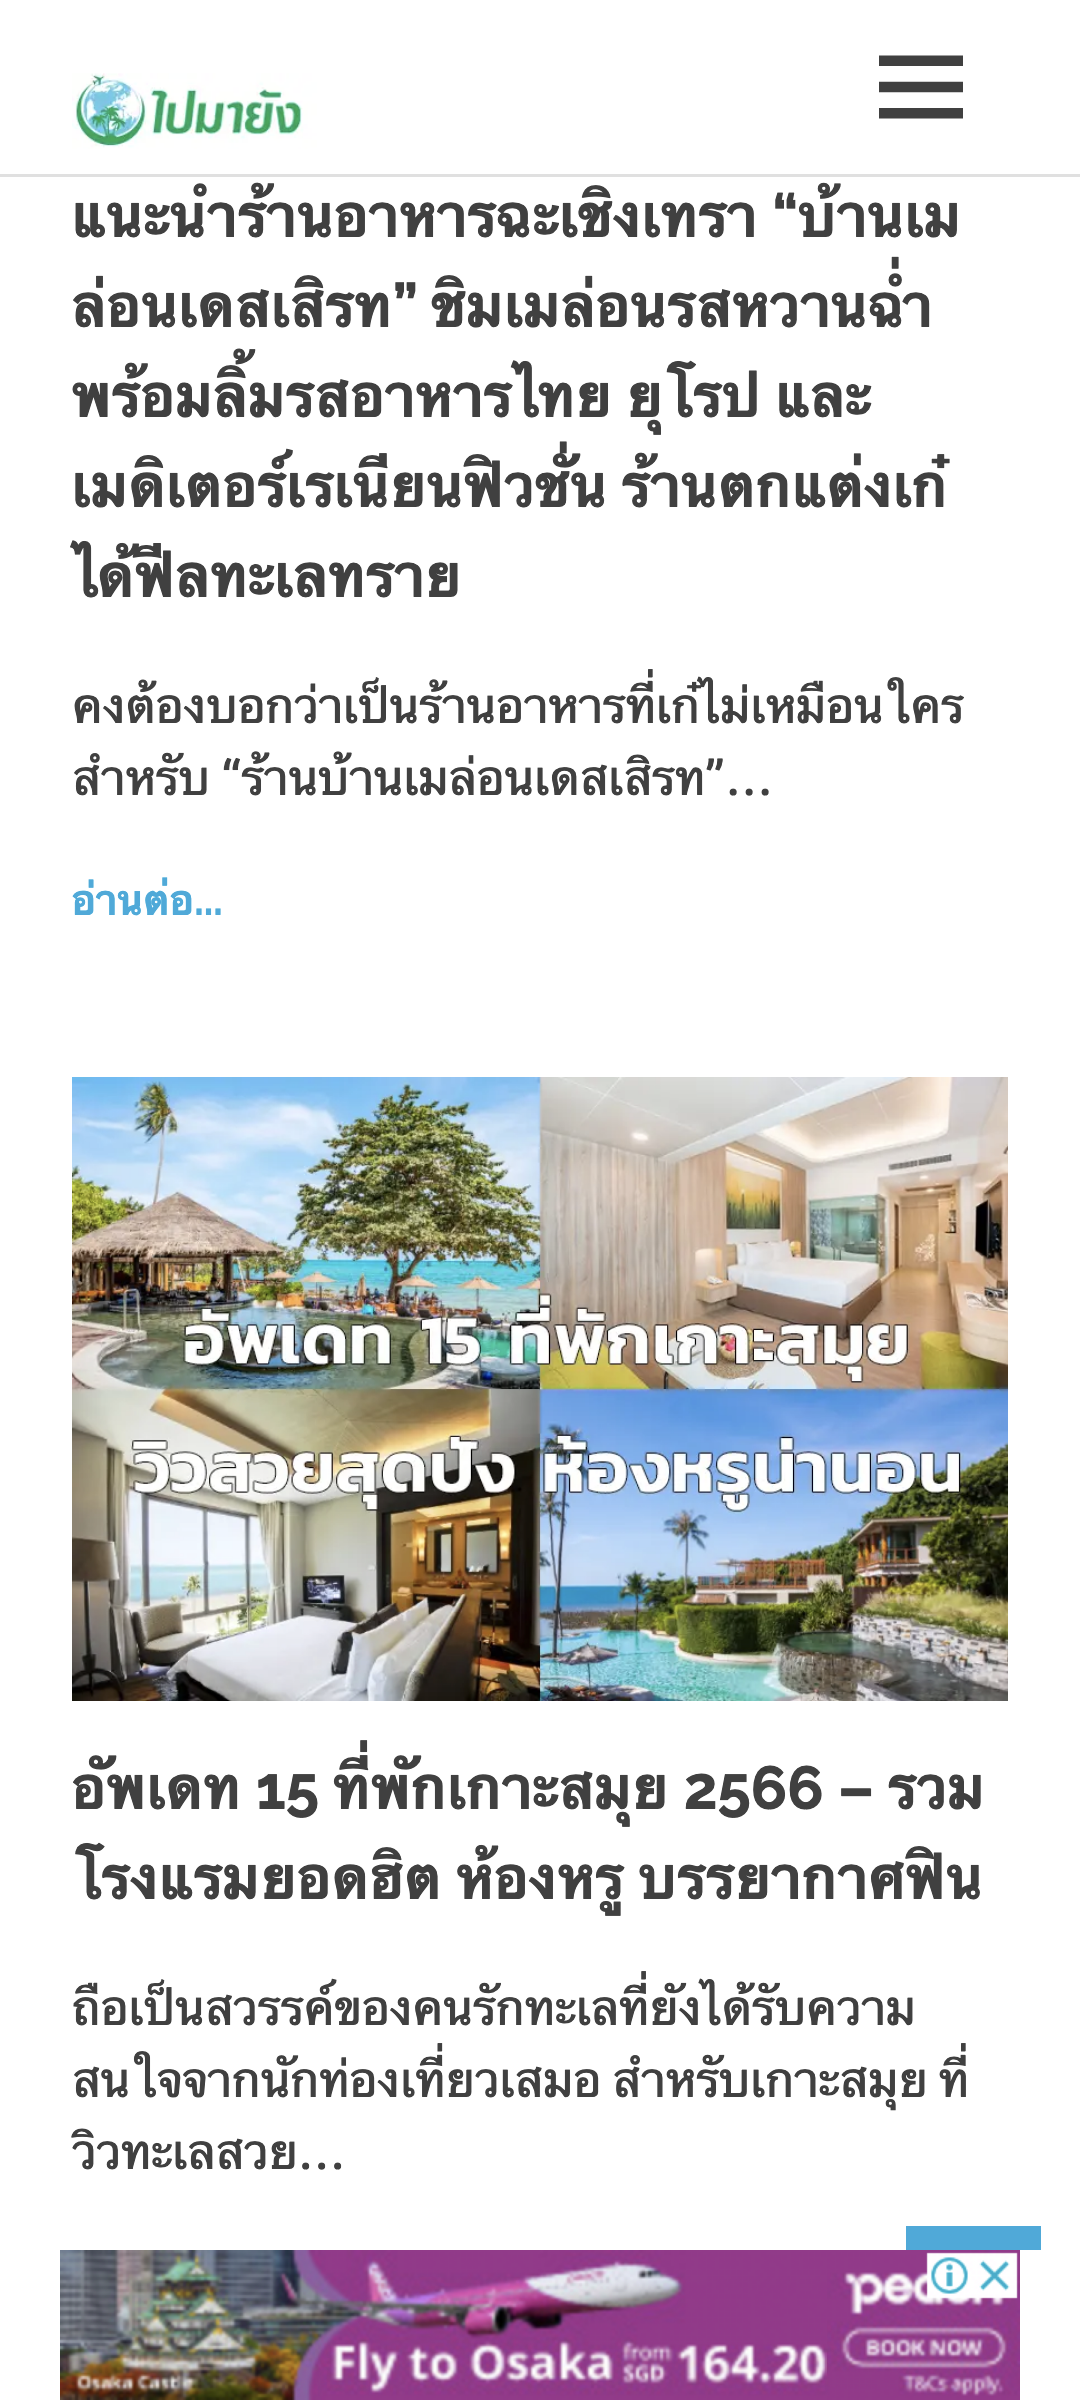 ไปมายัง
แนะนำร้านอาหารฉะเชิงเทรา “บ้านเม
ล่อนเดสเสิรท” ชิมเมล่อนรสหวานฉ่ำ
พร้อมลิ้มรสอาหารไทย ยุโรป และ
เมดิเตอร์เรเนียนฟิวชั่น ร้านตกแต่งเก๋
ได้ฟีลทะเลทราย
คงต้องบอกว่าเป็นร้านอาหารที่เก๋ไม่เหมือนใคร
สำหรับ “ร้านบ้านเมล่อนเดสเสิรท”…
อ่านต่อ...
อัพเดท 15 ที่พักเกาะสมุย
วิวสวยสุดปัง ห้องหรูน่านอน
อัพเดท 15 ที่พักเกาะสมุย 2566 – รวม
โรงแรมยอดฮิต ห้องหรู บรรยากาศฟิน
ถือเป็นสวรรค์ของคนรักทะเลที่ยังได้รับความ
สนใจจากนักท่องเที่ยวเสมอ สำหรับเกาะสมุย ที่
วิวทะเลสวย…
Osaka Castle
Fly to Osaka from SGD 164.20
BOOK NOW
T&Cs apply.